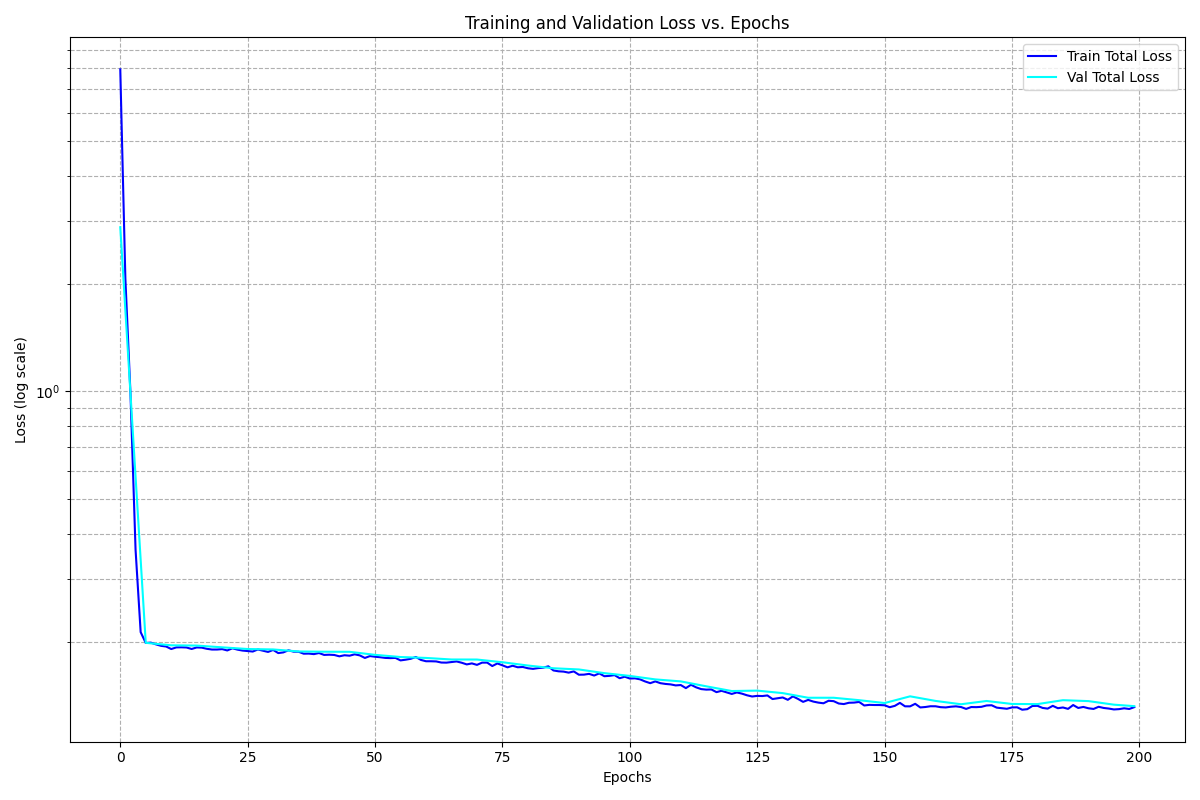 Training and Validation Loss vs. Epochs
Train Total Loss
Val Total Loss
Loss (log scale)
10⁰
0 25 50 75 100 125 150 175 200
Epochs